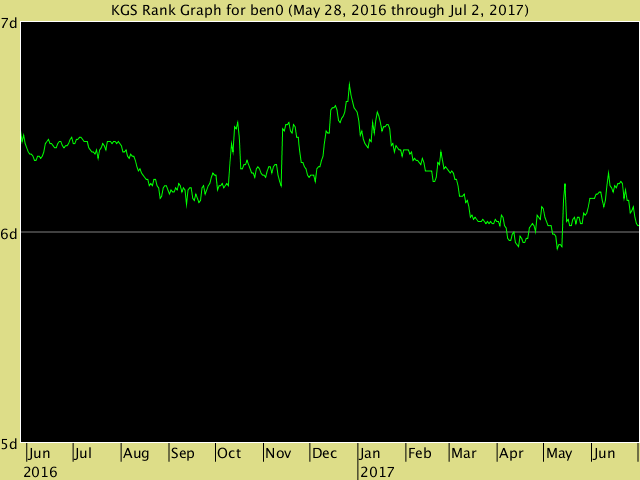 KGS Rank Graph for ben0 (May 28, 2016 through Jul 2, 2017)
7d
6d
5d
Jun Jul Aug Sep Oct Nov Dec Jan Feb Mar Apr May Jun
2016 2017